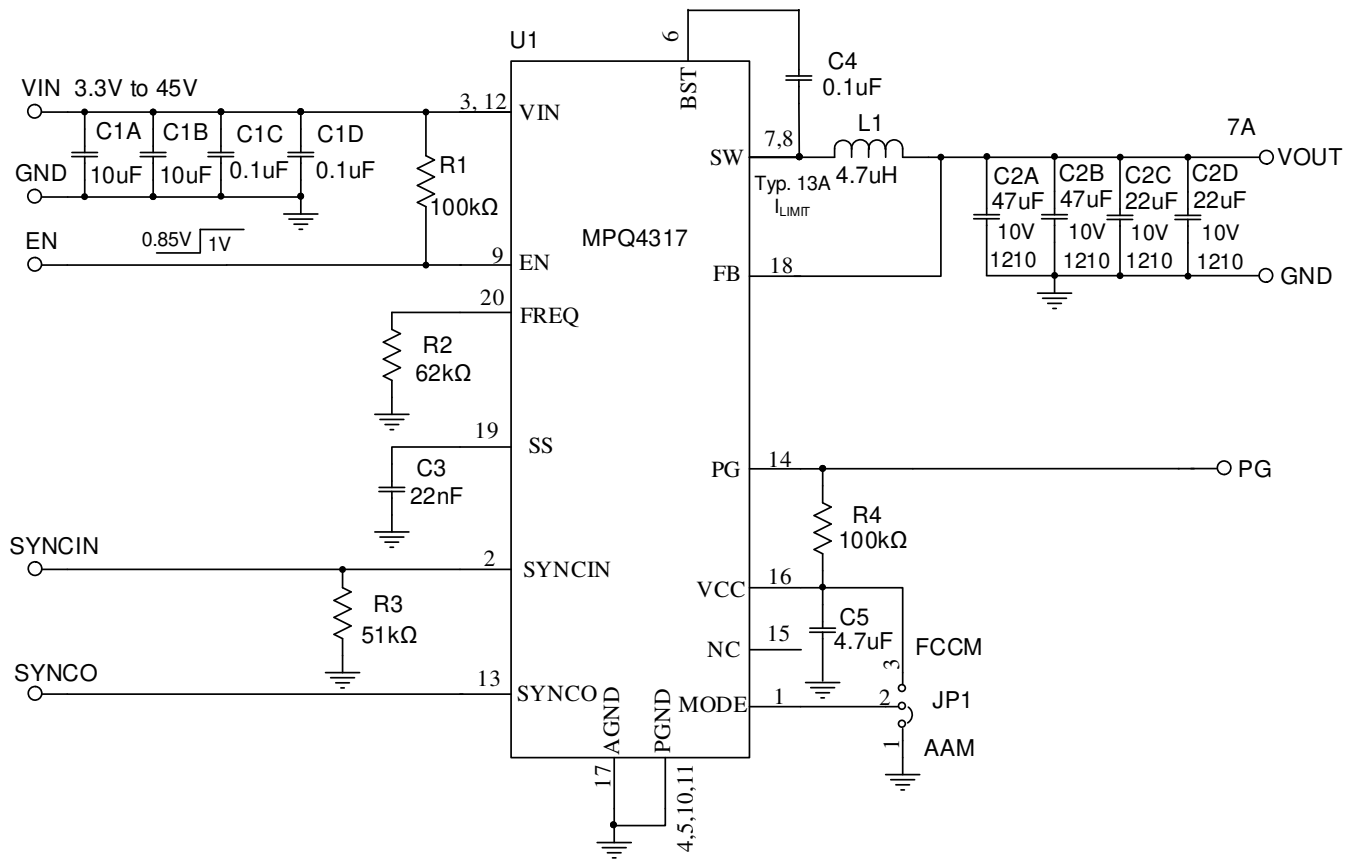 U1
MPQ4317
VIN 3.3V to 45V
C1A
10uF
C1B
10uF
C1C
0.1uF
C1D
0.1uF
GND
R1
100kΩ
EN
0.85V
1V
3, 12
VIN
9
EN
20
FREQ
R2
62kΩ
19
SS
C3
22nF
SYNCIN
2
SYNCIN
R3
51kΩ
SYNCO
13
SYNCO
17
AGND
PGND
4,5,10,11
6
BST
C4
0.1uF
7,8
SW
Typ. 13A
ILIMIT
L1
4.7uH
7A
VOUT
C2A
47uF
10V
1210
C2B
47uF
10V
1210
C2C
22uF
10V
1210
C2D
22uF
10V
1210
GND
FB
18
PG
14
PG
R4
100kΩ
VCC
16
C5
4.7uF
NC
15
MODE
1
FCCM
3
2
JP1
1
AAM